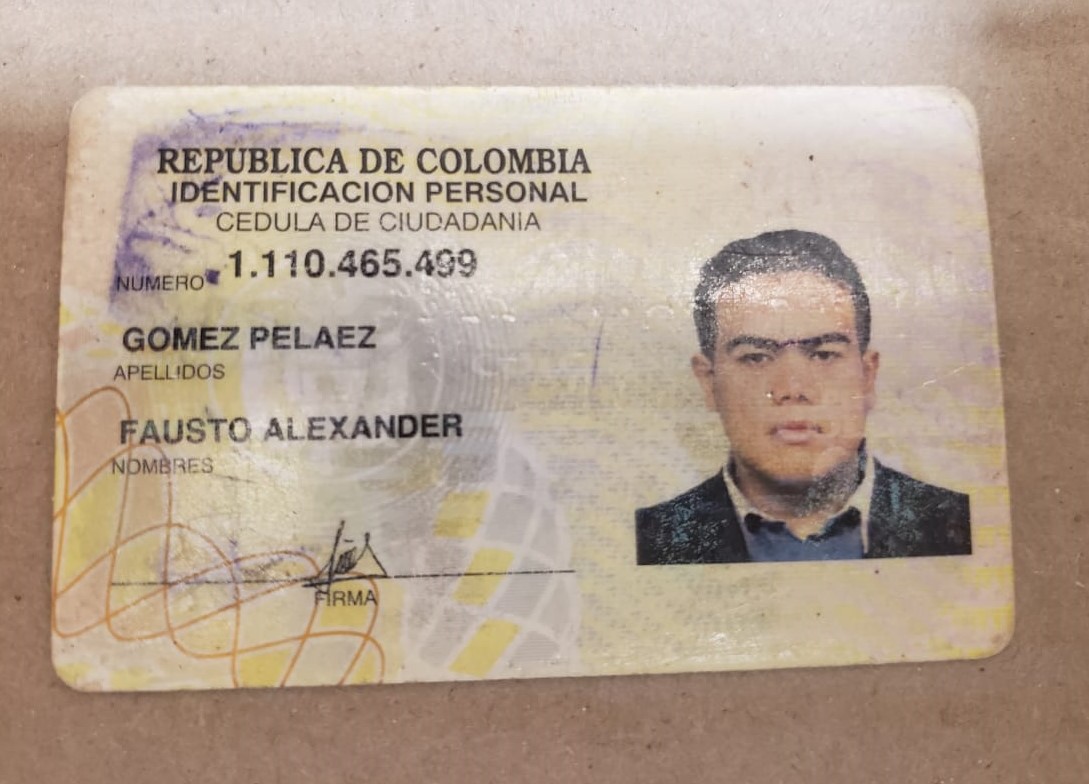 REPUBLICA DE COLOMBIA
IDENTIFICACION PERSONAL
CEDULA DE CIUDADANIA
NUMERO 1.110.465.499
GOMEZ PELAEZ
APELLIDOS
FAUSTO ALEXANDER
NOMBRES
FIRMA